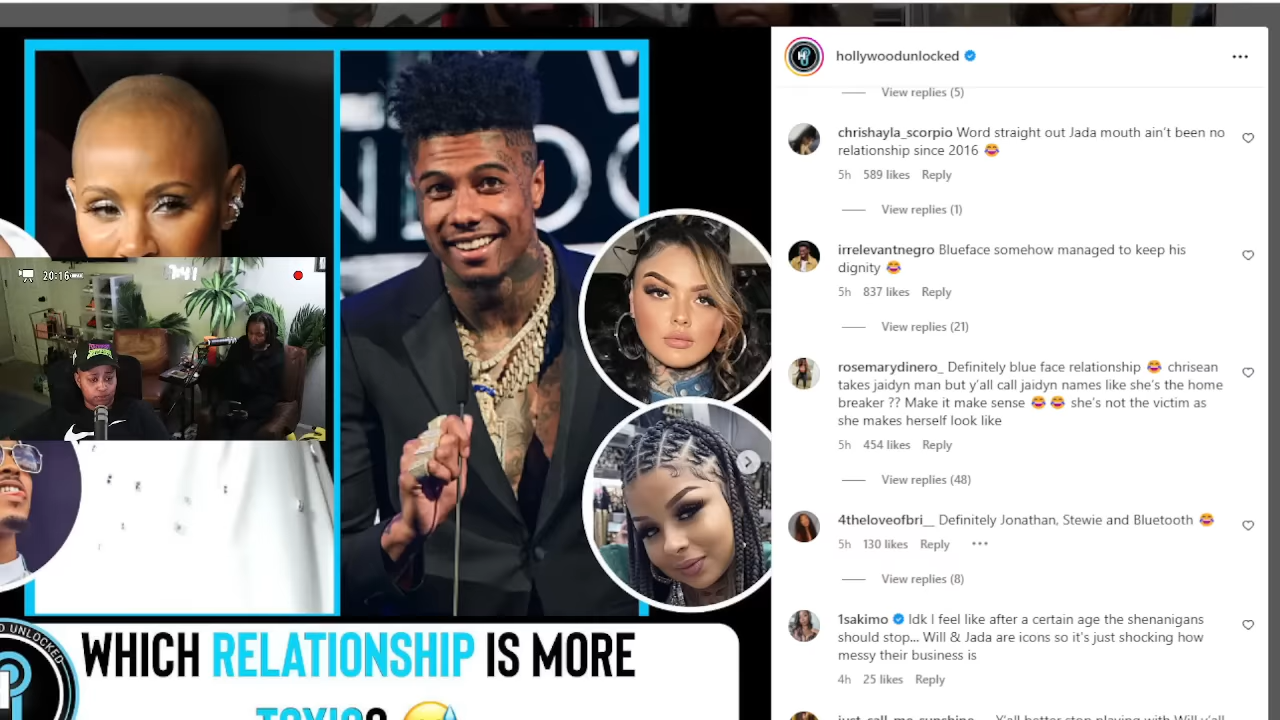 hollywoodunlocked
View replies (5)
chrishayla_scorpio Word straight out Jada mouth ain't been no
relationship since 2016 😂
5h 589 likes Reply
View replies (1)
irrelevantnegro Blueface somehow managed to keep his
dignity 😂
5h 837 likes Reply
View replies (21)
rosemarydinero_ Definitely blue face relationship 😂 chrisean
takes jaidyn man but y'all call jaidyn names like she's the home
breaker ?? Make it make sense 😂 😂 she's not the victim as
she makes herself look like
5h 454 likes Reply
View replies (48)
4theloveofbri__ Definitely Jonathan, Stewie and Bluetooth 😂
5h 130 likes Reply
View replies (8)
1sakimo Idk I feel like after a certain age the shenanigans
should stop... Will & Jada are icons so it's just shocking how
messy their business is
4h 25 likes Reply
20:16
UNLOCKED
WHICH RELATIONSHIP IS MORE